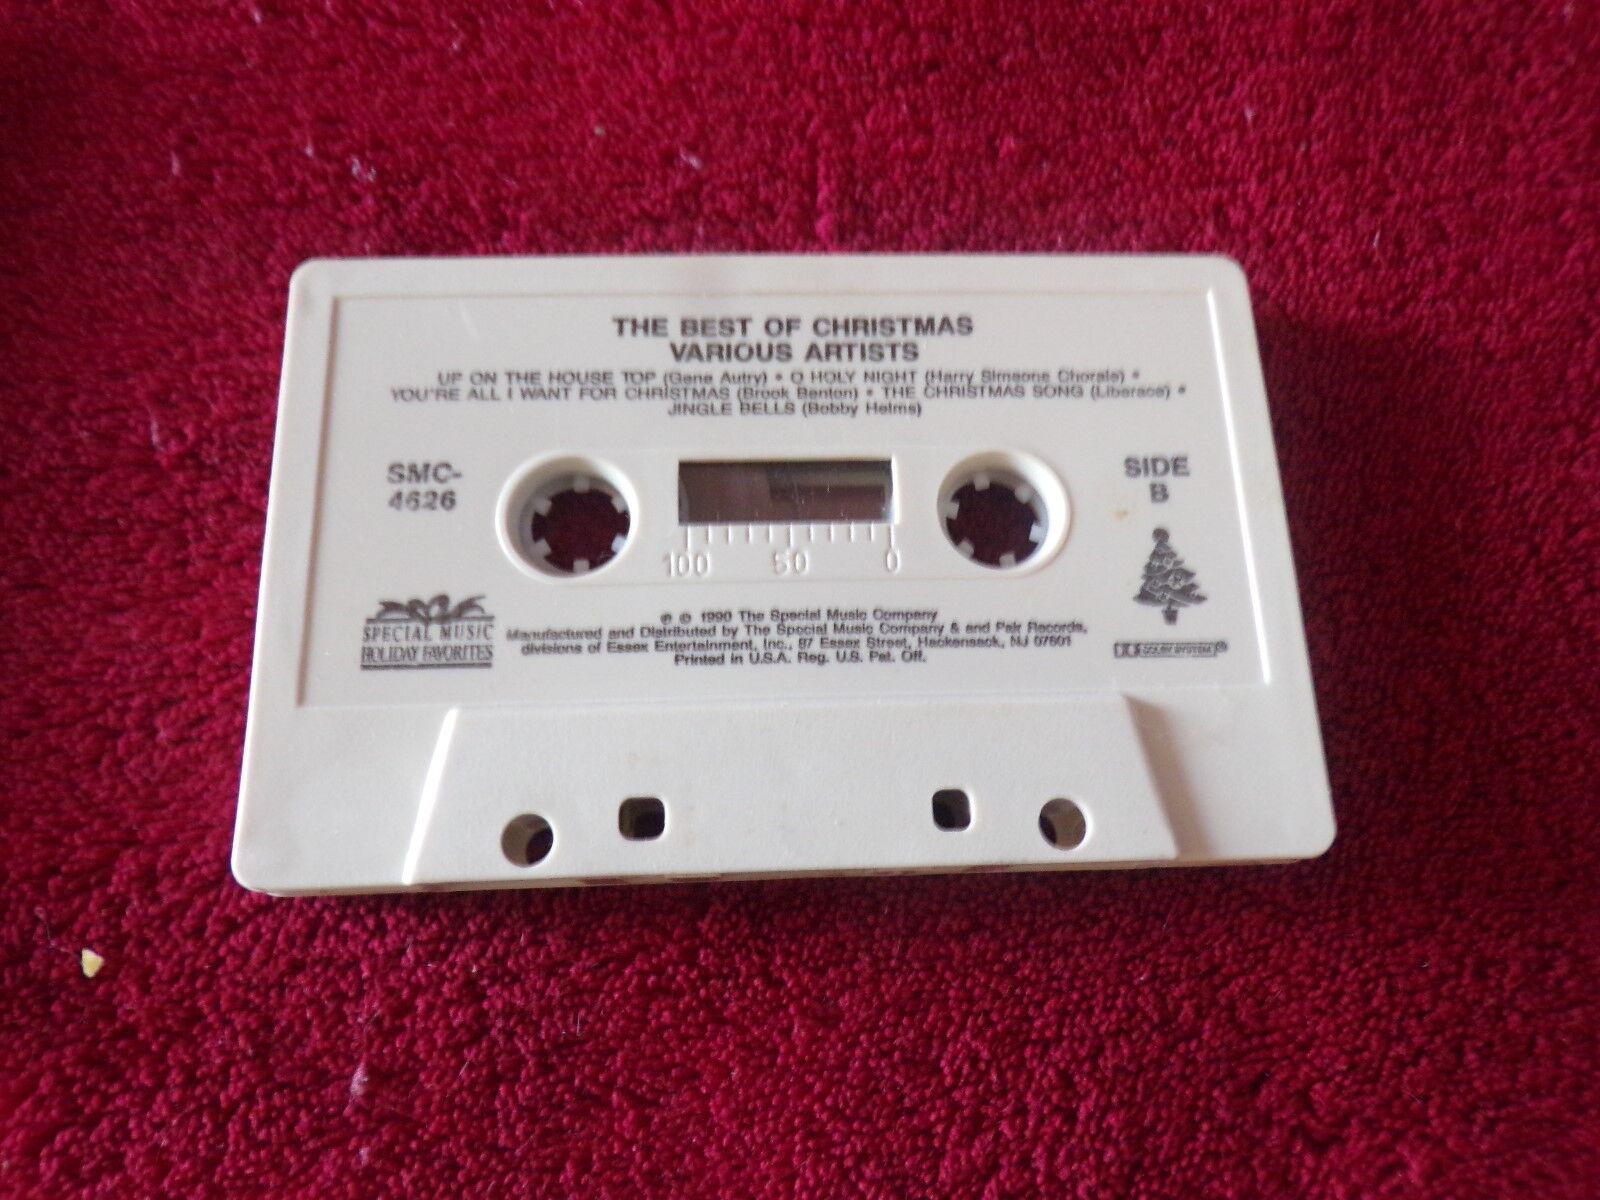 THE BEST OF CHRISTMAS
VARIOUS ARTISTS
UP ON THE HOUSE TOP (Gene Autry) • O HOLY NIGHT (Harry Simeone Chorale) •
YOU'RE ALL I WANT FOR CHRISTMAS (Brook Benton) • THE CHRISTMAS SONG (Liberace) •
JINGLE BELLS (Bobby Helms)
SMC-
4626
SIDE
B
100 50 0
SPECIAL MUSIC
HOLIDAY FAVORITES
℗ © 1990 The Special Music Company
Manufactured and Distributed by The Special Music Company & and Pair Records,
divisions of Essex Entertainment, Inc., 87 Essex Street, Hackensack, NJ 07601
Printed in U.S.A. Reg. U.S. Pat. Off.
DOLBY SYSTEM®